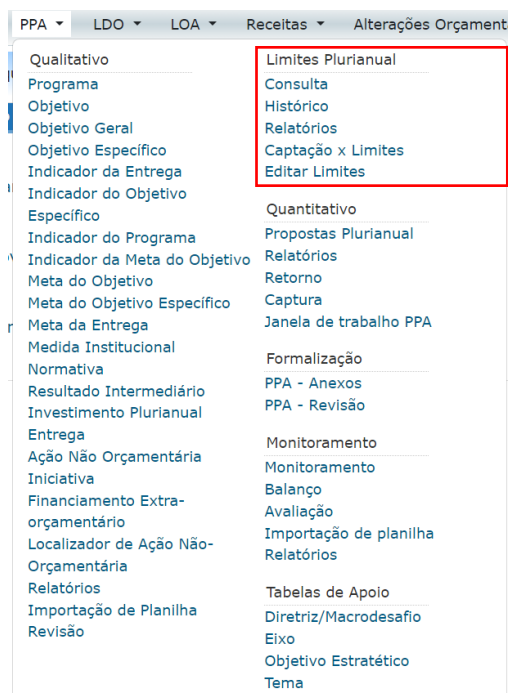 PPA LDO LOA Receitas Alterações Orçament
Qualitativo
Programa
Objetivo
Objetivo Geral
Objetivo Específico
Indicador da Entrega
Indicador do Objetivo
Específico
Indicador do Programa
Indicador da Meta do Objetivo
Meta do Objetivo
Meta do Objetivo Específico
Meta da Entrega
Medida Institucional
Normativa
Resultado Intermediário
Investimento Plurianual
Entrega
Ação Não Orçamentária
Iniciativa
Financiamento Extra-
orçamentário
Localizador de Ação Não-
Orçamentária
Relatórios
Importação de Planilha
Revisão
Limites Plurianual
Consulta
Histórico
Relatórios
Captação x Limites
Editar Limites
Quantitativo
Propostas Plurianual
Relatórios
Retorno
Captura
Janela de trabalho PPA
Formalização
PPA - Anexos
PPA - Revisão
Monitoramento
Monitoramento
Balanço
Avaliação
Importação de planilha
Relatórios
Tabelas de Apoio
Diretriz/Macrodesafio
Eixo
Objetivo Estratético
Tema